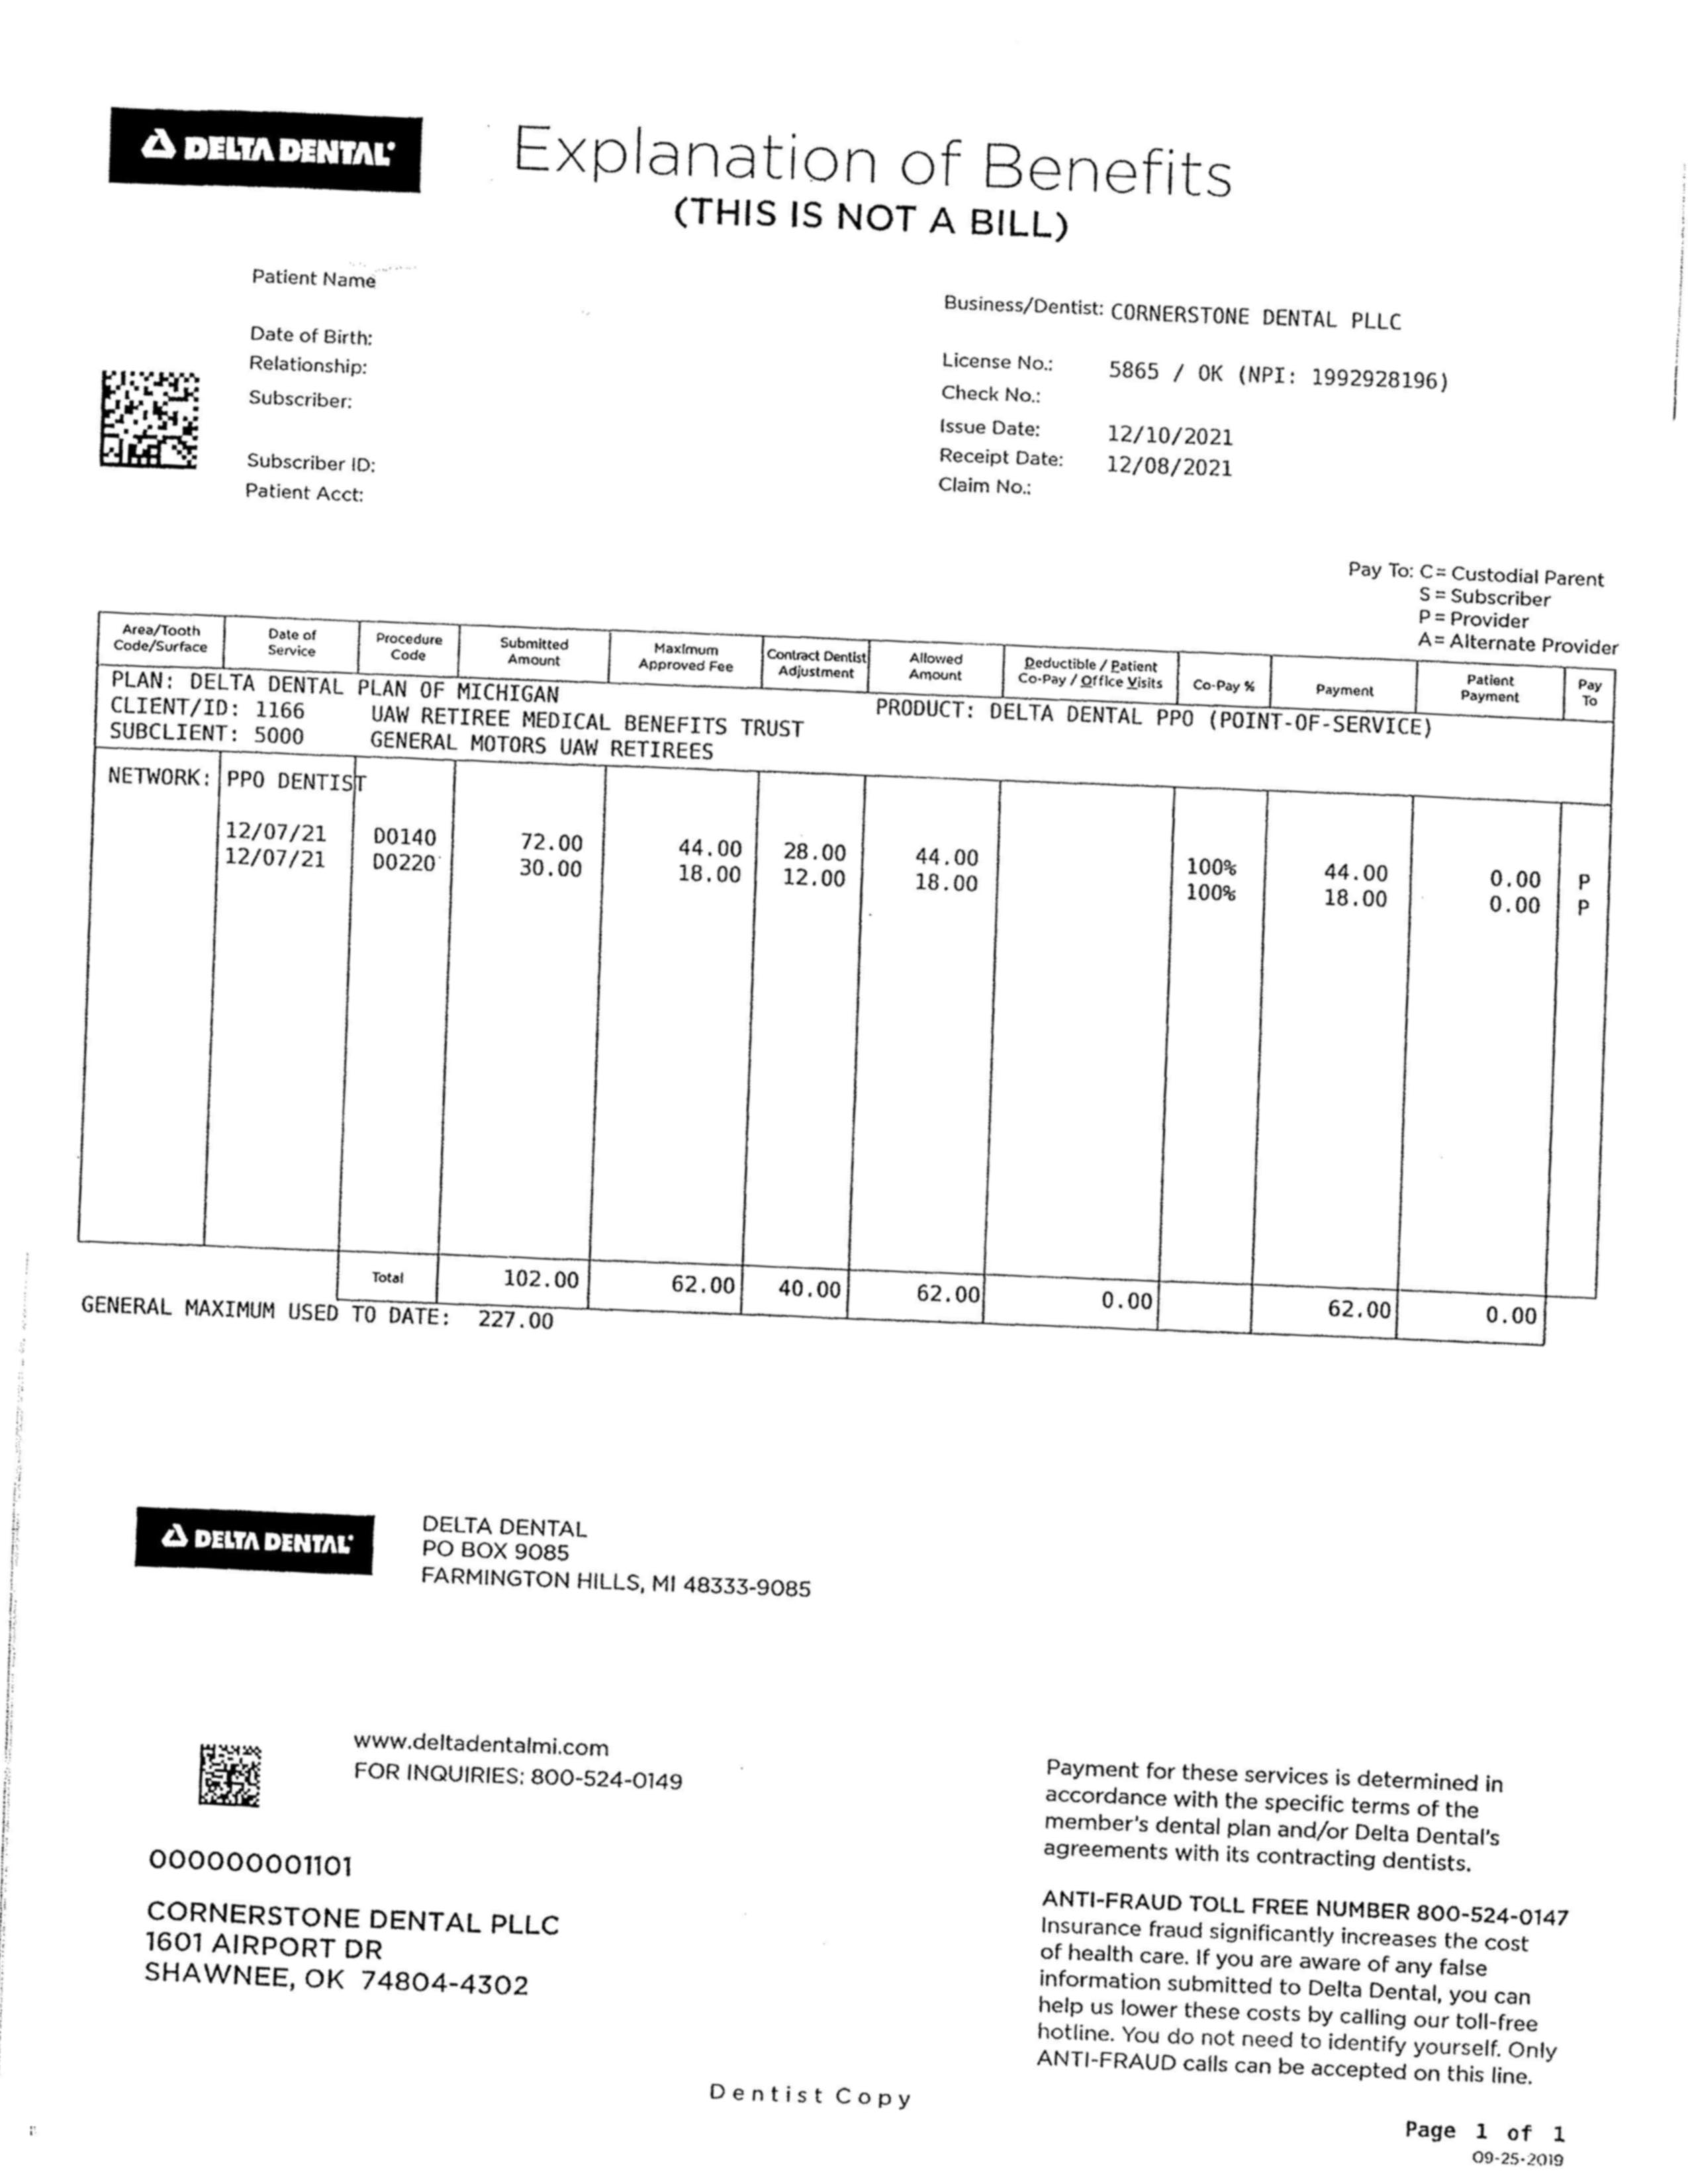 DELTA DENTAL
Explanation of Benefits
(THIS IS NOT A BILL)
Patient Name
Date of Birth:
Relationship:
Subscriber:
Subscriber ID:
Patient Acct:
Business/Dentist: CORNERSTONE DENTAL PLLC
License No.: 5865 / OK (NPI: 1992928196)
Check No.:
Issue Date: 12/10/2021
Receipt Date: 12/08/2021
Claim No.:
Pay To: C = Custodial Parent
S = Subscriber
P = Provider
A = Alternate Provider
Area/Tooth Code/Surface Date of Service Procedure Code Submitted Amount Maximum Approved Fee Contract Dentist Adjustment Allowed Amount Deductible / Patient Co-Pay / Office Visits Co-Pay % Payment Patient Payment Pay To
PLAN: DELTA DENTAL PLAN OF MICHIGAN
CLIENT/ID: 1166 UAW RETIREE MEDICAL BENEFITS TRUST PRODUCT: DELTA DENTAL PPO (POINT-OF-SERVICE)
SUBCLIENT: 5000 GENERAL MOTORS UAW RETIREES
NETWORK: PPO DENTIST
12/07/21 D0140 72.00 44.00 28.00 44.00 100% 44.00 0.00 P
12/07/21 D0220 30.00 18.00 12.00 18.00 100% 18.00 0.00 P
Total 102.00 62.00 40.00 62.00 0.00 62.00 0.00
GENERAL MAXIMUM USED TO DATE: 227.00
DELTA DENTAL
DELTA DENTAL
PO BOX 9085
FARMINGTON HILLS, MI 48333-9085
www.deltadentalmi.com
FOR INQUIRIES: 800-524-0149
000000001101
CORNERSTONE DENTAL PLLC
1601 AIRPORT DR
SHAWNEE, OK 74804-4302
Payment for these services is determined in
accordance with the specific terms of the
member's dental plan and/or Delta Dental's
agreements with its contracting dentists.
ANTI-FRAUD TOLL FREE NUMBER 800-524-0147
Insurance fraud significantly increases the cost
of health care. If you are aware of any false
information submitted to Delta Dental, you can
help us lower these costs by calling our toll-free
hotline. You do not need to identify yourself. Only
ANTI-FRAUD calls can be accepted on this line.
Dentist Copy
Page 1 of 1
09-25-2019